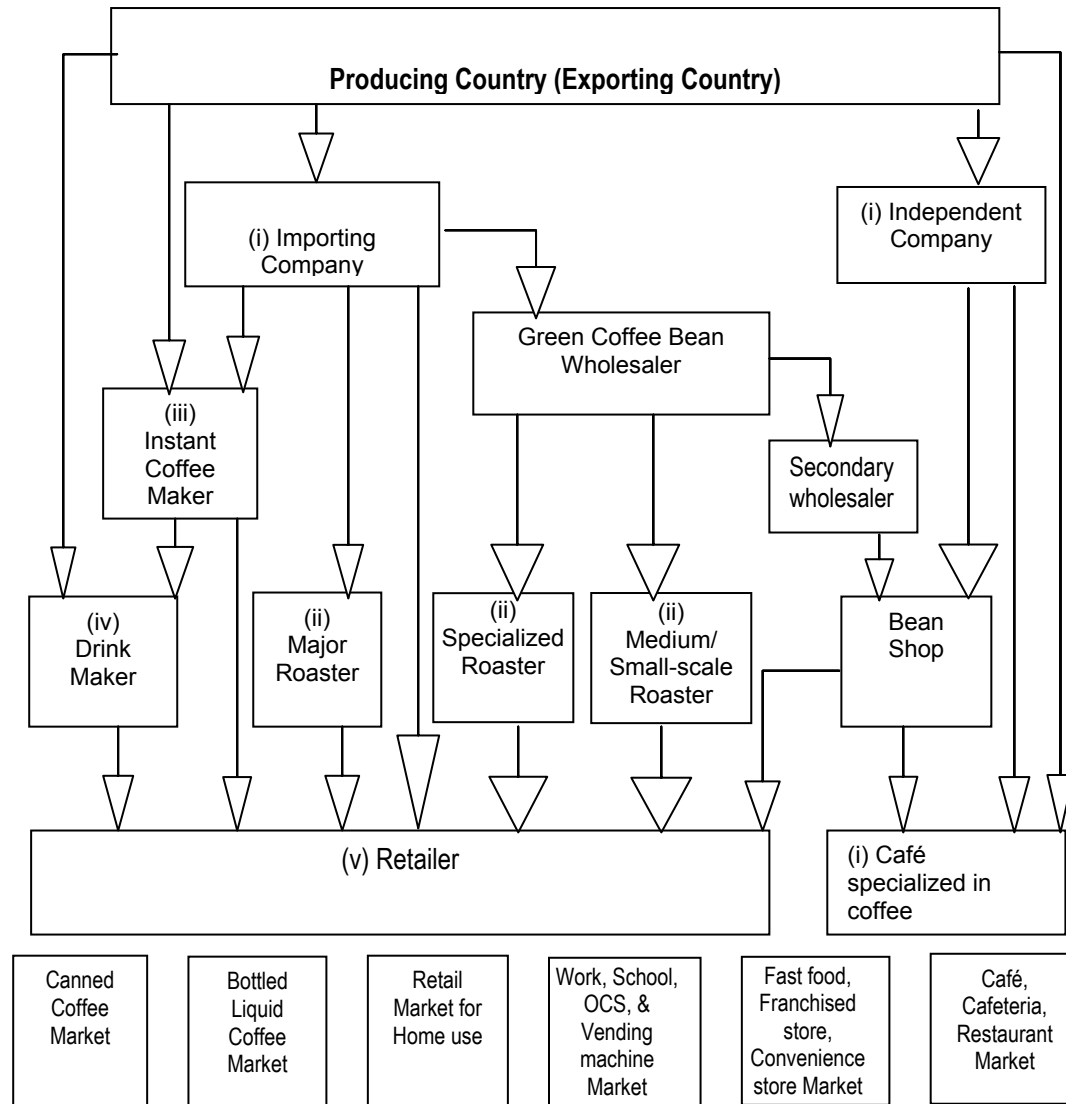 Producing Country (Exporting Country)
(i) Importing
Company
(i) Independent
Company
Green Coffee Bean
Wholesaler
(iii)
Instant
Coffee
Maker
Secondary
wholesaler
(iv)
Drink
Maker
(ii)
Major
Roaster
(ii)
Specialized
Roaster
(ii)
Medium/
Small-scale
Roaster
Bean
Shop
(v) Retailer
(i) Café
specialized in
coffee
Canned
Coffee
Market
Bottled
Liquid
Coffee
Market
Retail
Market for
Home use
Work, School,
OCS, &
Vending
machine
Market
Fast food,
Franchised
store,
Convenience
store Market
Café,
Cafeteria,
Restaurant
Market